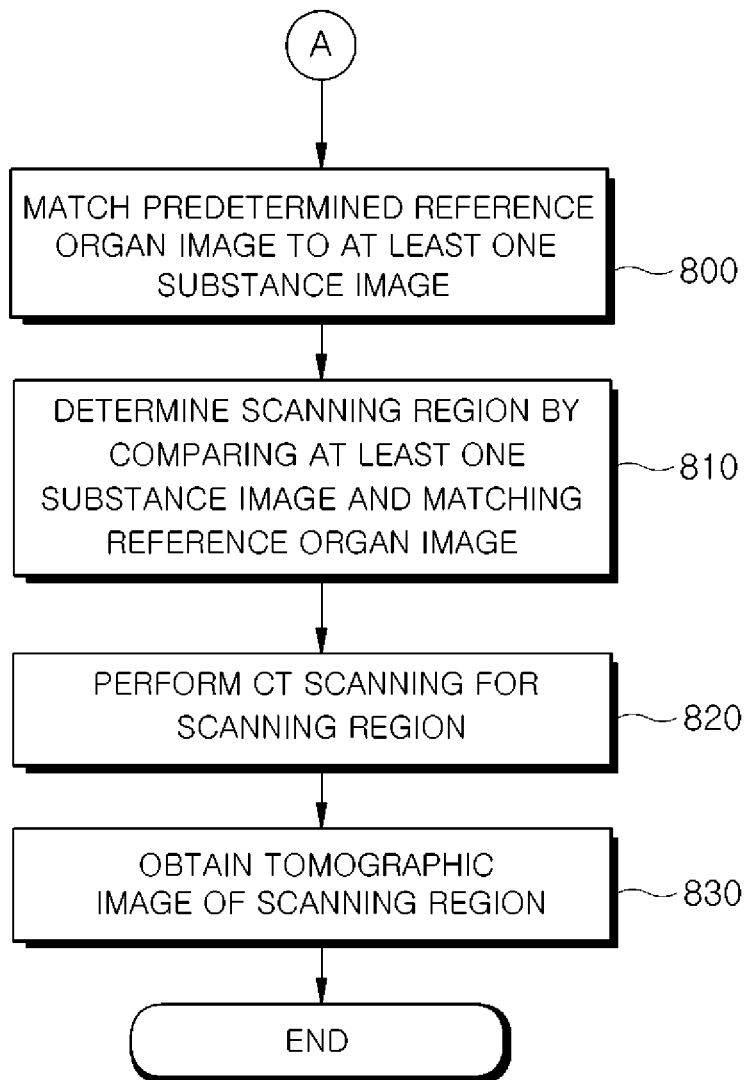 A
MATCH PREDETERMINED REFERENCE
ORGAN IMAGE TO AT LEAST ONE
SUBSTANCE IMAGE
800
DETERMINE SCANNING REGION BY
COMPARING AT LEAST ONE
SUBSTANCE IMAGE AND MATCHING
REFERENCE ORGAN IMAGE
810
PERFORM CT SCANNING FOR
SCANNING REGION
820
OBTAIN TOMOGRAPHIC
IMAGE OF SCANNING REGION
830
END